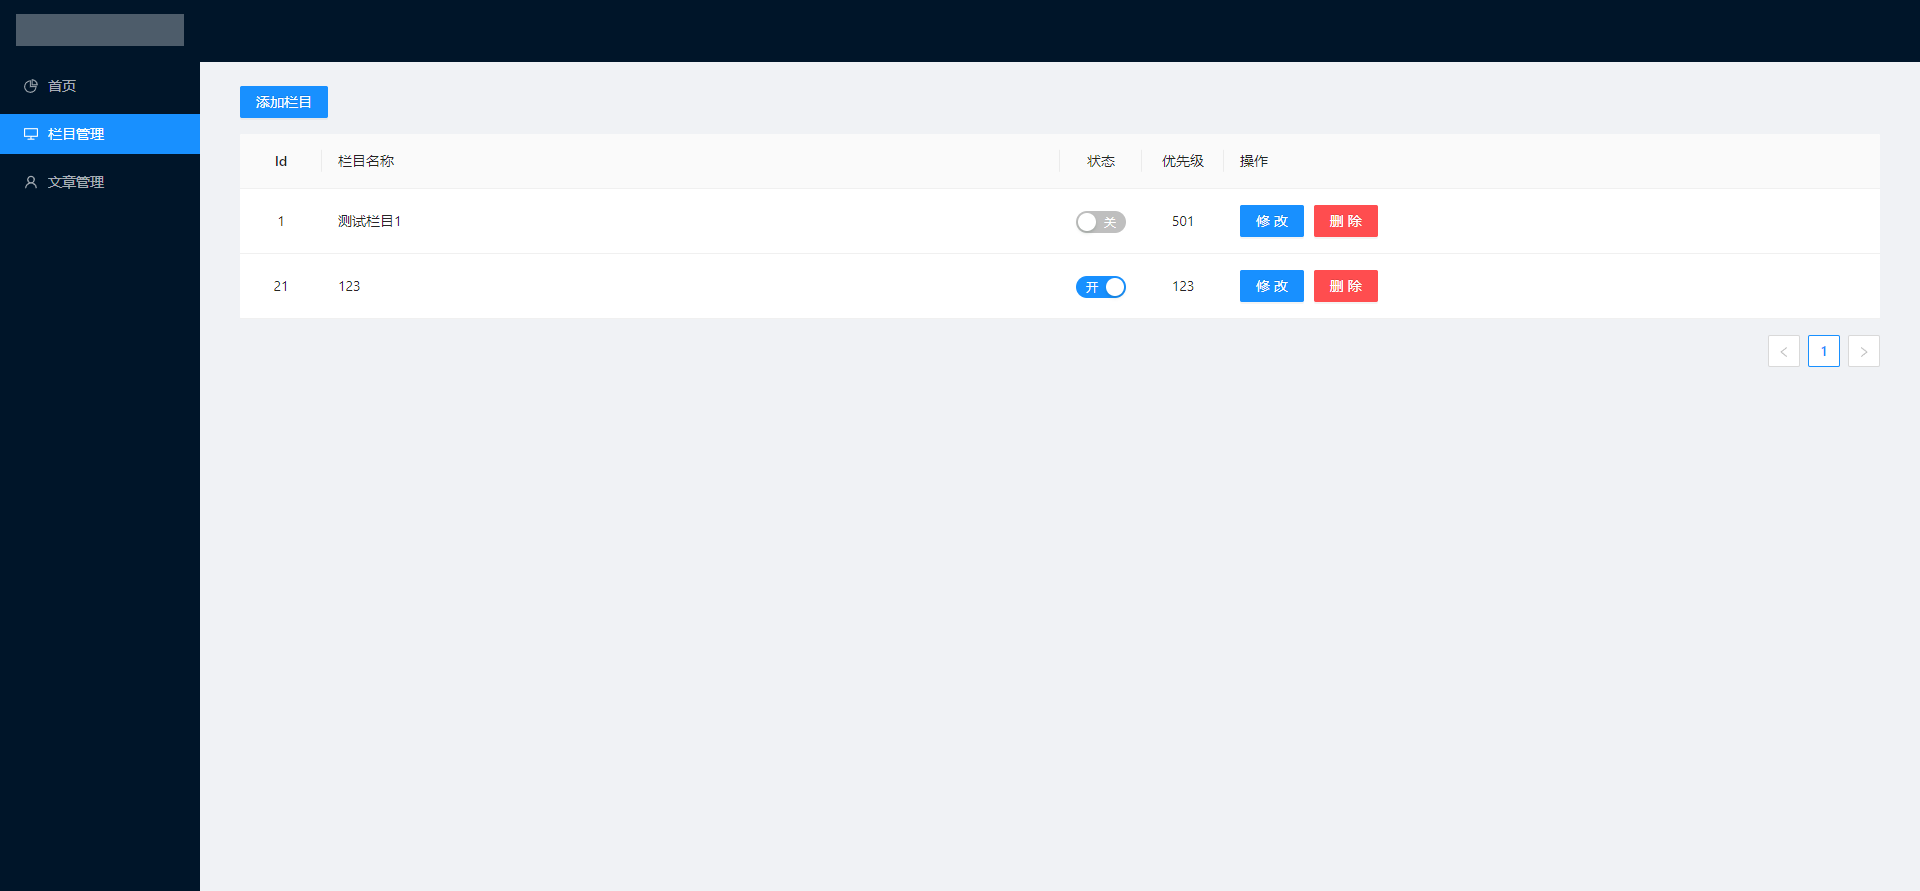 首页
栏目管理
文章管理
添加栏目
Id 栏目名称 状态 优先级 操作
1 测试栏目1 关 501 修改 删除
21 123 开 123 修改 删除
< 1 >